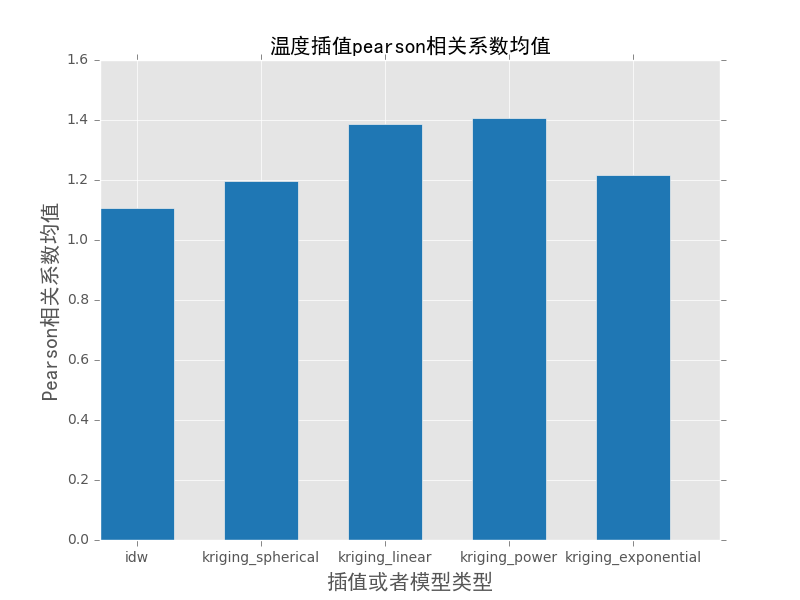 温度插值pearson相关系数均值
1.6
1.4
1.2
1.0
0.8
0.6
0.4
0.2
0.0
Pearson相关系数均值
idw kriging_spherical kriging_linear kriging_power kriging_exponential
插值或者模型类型